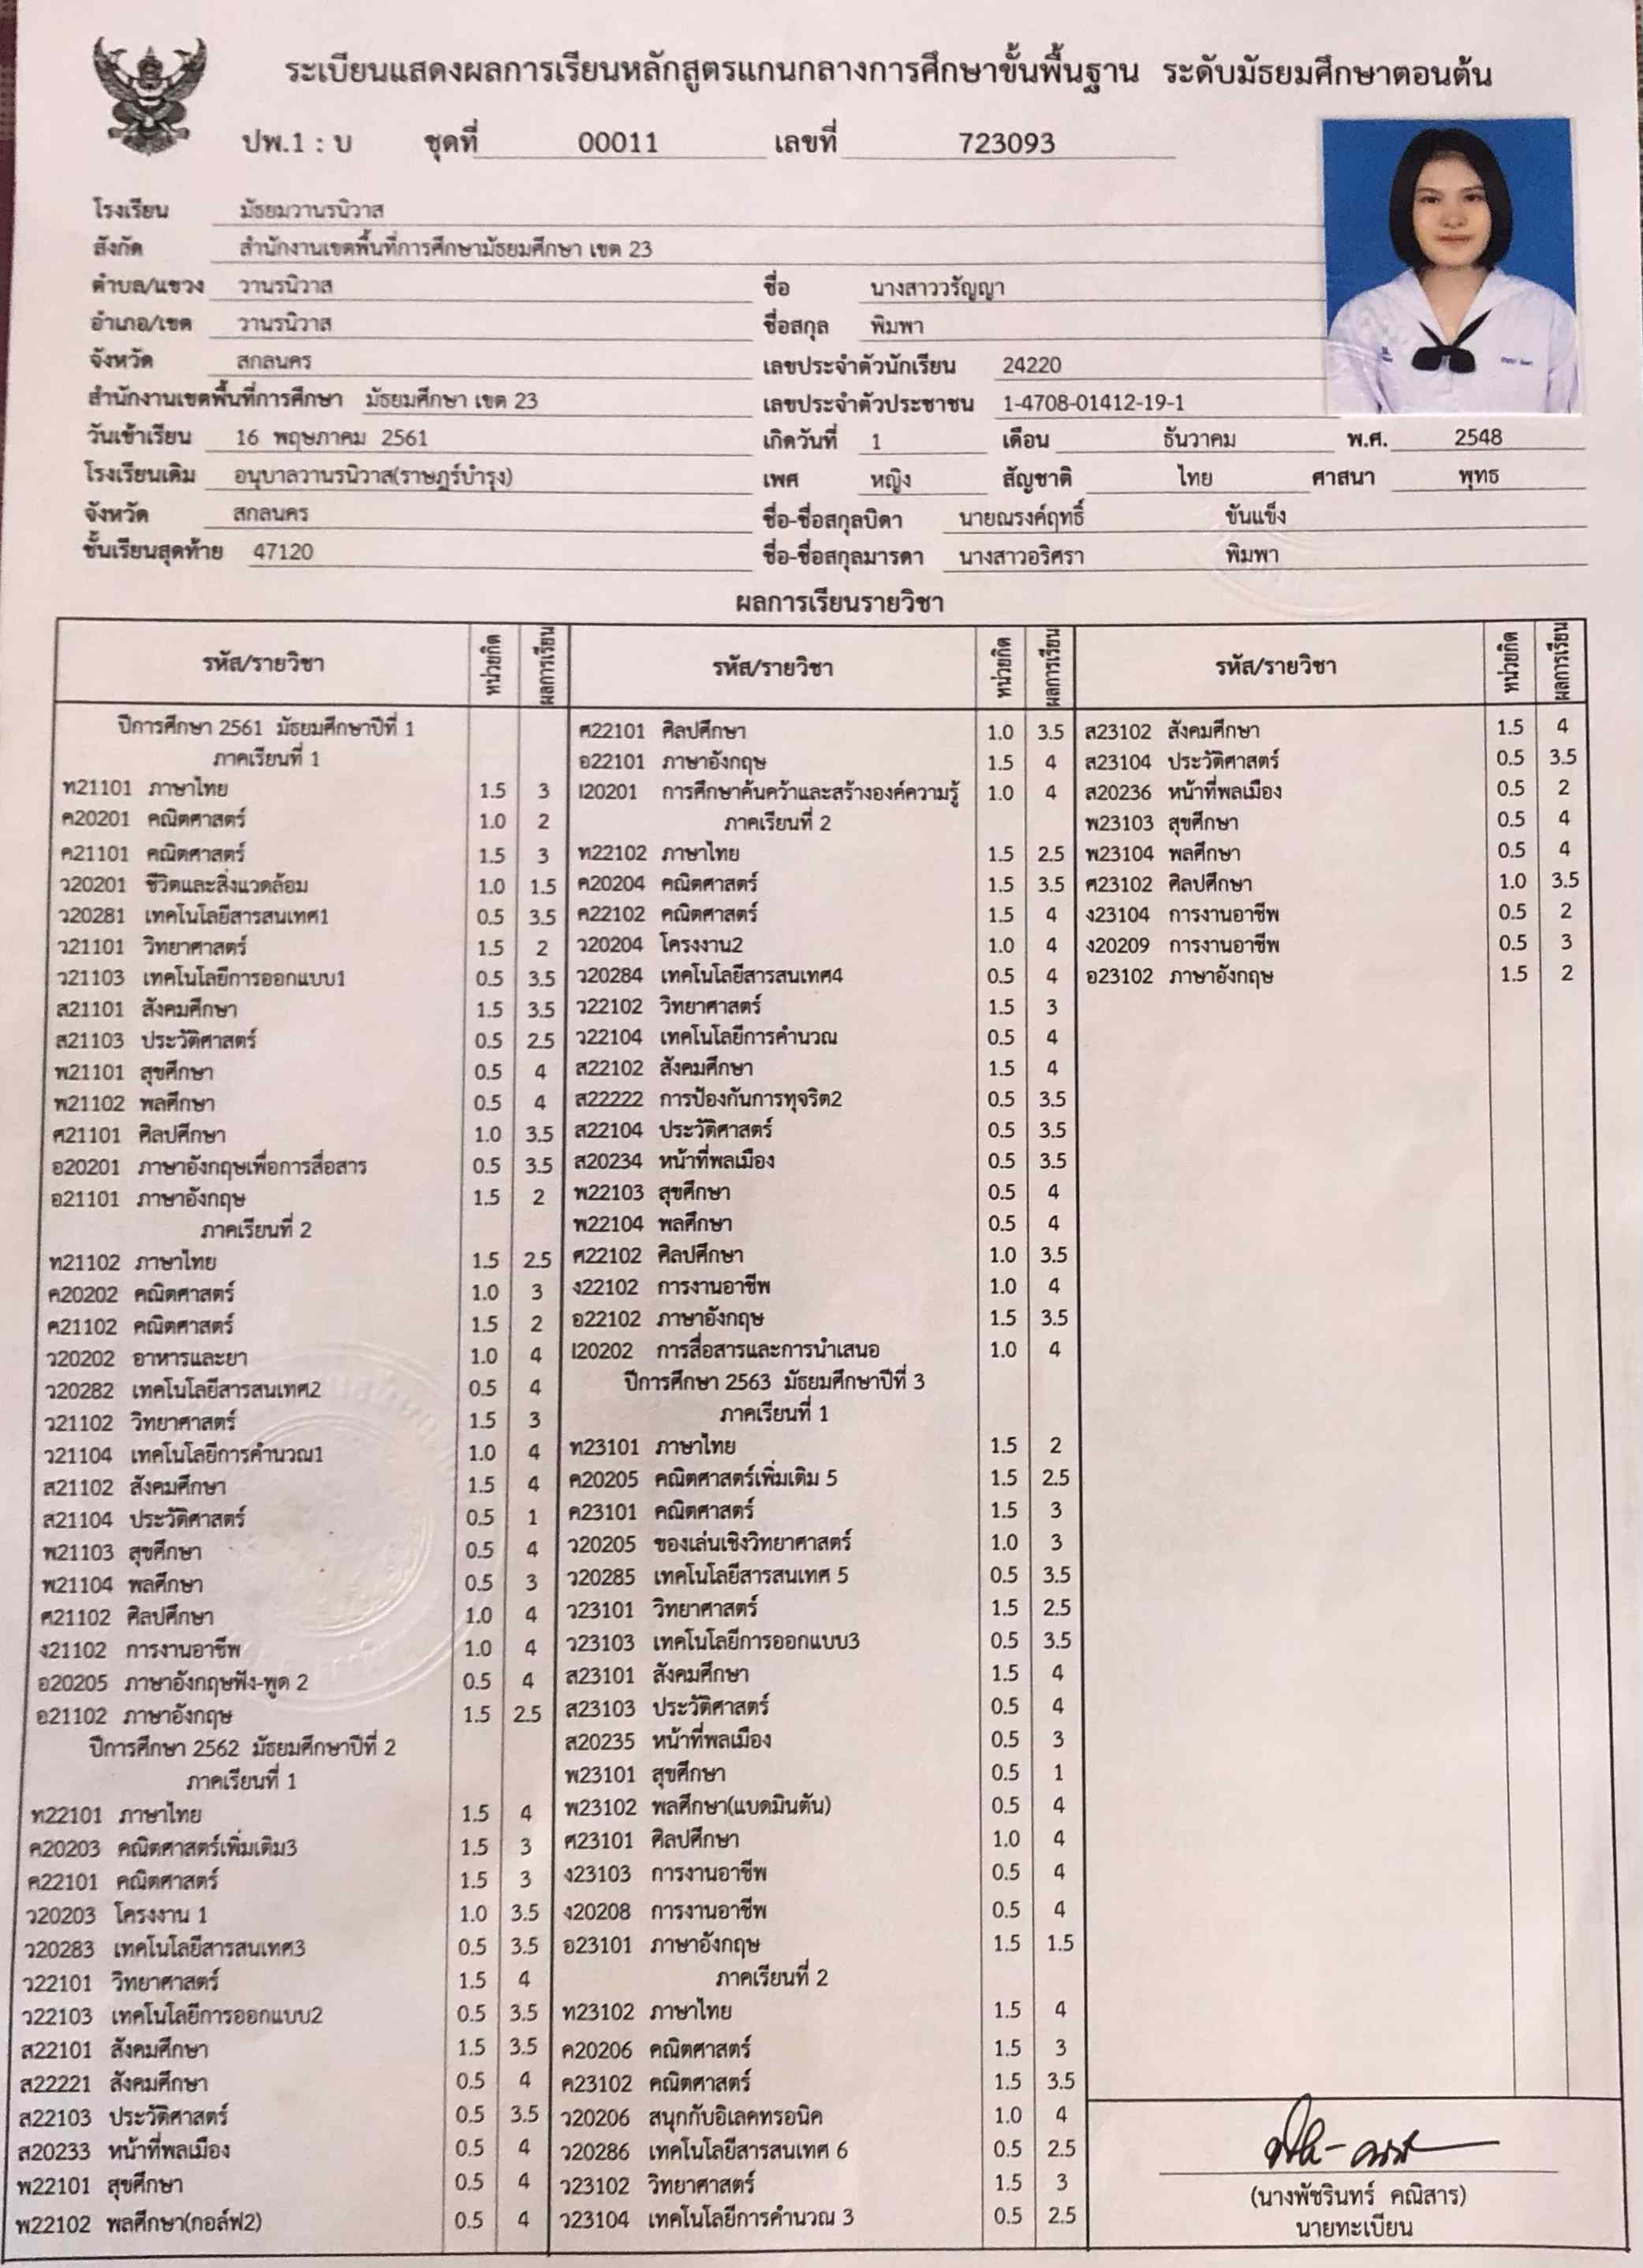 ระเบียนแสดงผลการเรียนหลักสูตรแกนกลางการศึกษาขั้นพื้นฐาน ระดับมัธยมศึกษาตอนต้น
ปพ.1 : บ ชุดที่ 00011 เลขที่ 723093
โรงเรียน มัธยมวานรนิวาส
สังกัด สำนักงานเขตพื้นที่การศึกษามัธยมศึกษา เขต 23
ตำบล/แขวง วานรนิวาส
อำเภอ/เขต วานรนิวาส
จังหวัด สกลนคร
สำนักงานเขตพื้นที่การศึกษา มัธยมศึกษา เขต 23
วันเข้าเรียน 16 พฤษภาคม 2561
โรงเรียนเดิม อนุบาลวานรนิวาส(ราษฎร์บำรุง)
จังหวัด สกลนคร
ชั้นเรียนสุดท้าย 47120
ชื่อ นางสาววรัญญา
ชื่อสกุล พิมพา
เลขประจำตัวนักเรียน 24220
เลขประจำตัวประชาชน 1-4708-01412-19-1
เกิดวันที่ 1 เดือน ธันวาคม พ.ศ. 2548
เพศ หญิง สัญชาติ ไทย ศาสนา พุทธ
ชื่อ-ชื่อสกุลบิดา นายณรงค์ฤทธิ์ ขันแข็ง
ชื่อ-ชื่อสกุลมารดา นางสาวอริศรา พิมพา
ผลการเรียนรายวิชา
รหัส/รายวิชา หน่วยกิต ผลการเรียน
ปีการศึกษา 2561 มัธยมศึกษาปีที่ 1
ภาคเรียนที่ 1
ท21101 ภาษาไทย 1.5 3
ค20201 คณิตศาสตร์ 1.0 2
ค21101 คณิตศาสตร์ 1.5 3
ว20201 ชีวิตและสิ่งแวดล้อม 1.0 1.5
ว20281 เทคโนโลยีสารสนเทศ1 0.5 3.5
ว21101 วิทยาศาสตร์ 1.5 2
ว21103 เทคโนโลยีการออกแบบ1 0.5 3.5
ส21101 สังคมศึกษา 1.5 3.5
ส21103 ประวัติศาสตร์ 0.5 2.5
พ21101 สุขศึกษา 0.5 4
พ21102 พลศึกษา 0.5 4
ศ21101 ศิลปศึกษา 1.0 3.5
อ20201 ภาษาอังกฤษเพื่อการสื่อสาร 0.5 3.5
อ21101 ภาษาอังกฤษ 1.5 2
ภาคเรียนที่ 2
ท21102 ภาษาไทย 1.5 2.5
ค20202 คณิตศาสตร์ 1.0 3
ค21102 คณิตศาสตร์ 1.5 2
ว20202 อาหารและยา 1.0 4
ว20282 เทคโนโลยีสารสนเทศ2 0.5 4
ว21102 วิทยาศาสตร์ 1.5 3
ว21104 เทคโนโลยีการคำนวณ1 1.0 4
ส21102 สังคมศึกษา 1.5 4
ส21104 ประวัติศาสตร์ 0.5 1
พ21103 สุขศึกษา 0.5 4
พ21104 พลศึกษา 0.5 3
ศ21102 ศิลปศึกษา 1.0 4
ง21102 การงานอาชีพ 1.0 4
อ20205 ภาษาอังกฤษฟัง-พูด 2 0.5 4
อ21102 ภาษาอังกฤษ 1.5 2.5
ปีการศึกษา 2562 มัธยมศึกษาปีที่ 2
ภาคเรียนที่ 1
ท22101 ภาษาไทย 1.5 4
ค20203 คณิตศาสตร์เพิ่มเติม3 1.5 3
ค22101 คณิตศาสตร์ 1.5 3
ว20203 โครงงาน 1 1.0 3.5
ว20283 เทคโนโลยีสารสนเทศ3 0.5 3.5
ว22101 วิทยาศาสตร์ 1.5 4
ว22103 เทคโนโลยีการออกแบบ2 0.5 3.5
ส22101 สังคมศึกษา 1.5 3.5
ส22221 สังคมศึกษา 0.5 4
ส22103 ประวัติศาสตร์ 0.5 3.5
ส20233 หน้าที่พลเมือง 0.5 4
พ22101 สุขศึกษา 0.5 4
พ22102 พลศึกษา(กอล์ฟ2) 0.5 4
รหัส/รายวิชา หน่วยกิต ผลการเรียน
ศ22101 ศิลปศึกษา 1.0 3.5
อ22101 ภาษาอังกฤษ 1.5 4
I20201 การศึกษาค้นคว้าและสร้างองค์ความรู้ 1.0 4
ภาคเรียนที่ 2
ท22102 ภาษาไทย 1.5 2.5
ค20204 คณิตศาสตร์ 1.5 3.5
ค22102 คณิตศาสตร์ 1.5 4
ว20204 โครงงาน2 1.0 4
ว20284 เทคโนโลยีสารสนเทศ4 0.5 4
ว22102 วิทยาศาสตร์ 1.5 3
ว22104 เทคโนโลยีการคำนวณ 0.5 4
ส22102 สังคมศึกษา 1.5 4
ส22222 การป้องกันการทุจริต2 0.5 3.5
ส22104 ประวัติศาสตร์ 0.5 3.5
ส20234 หน้าที่พลเมือง 0.5 3.5
พ22103 สุขศึกษา 0.5 4
พ22104 พลศึกษา 0.5 4
ศ22102 ศิลปศึกษา 1.0 3.5
ง22102 การงานอาชีพ 1.0 4
อ22102 ภาษาอังกฤษ 1.5 3.5
I20202 การสื่อสารและการนำเสนอ 1.0 4
ปีการศึกษา 2563 มัธยมศึกษาปีที่ 3
ภาคเรียนที่ 1
ท23101 ภาษาไทย 1.5 2
ค20205 คณิตศาสตร์เพิ่มเติม 5 1.5 2.5
ค23101 คณิตศาสตร์ 1.5 3
ว20205 ของเล่นเชิงวิทยาศาสตร์ 1.0 3
ว20285 เทคโนโลยีสารสนเทศ 5 0.5 3.5
ว23101 วิทยาศาสตร์ 1.5 2.5
ว23103 เทคโนโลยีการออกแบบ3 0.5 3.5
ส23101 สังคมศึกษา 1.5 4
ส23103 ประวัติศาสตร์ 0.5 4
ส20235 หน้าที่พลเมือง 0.5 3
พ23101 สุขศึกษา 0.5 1
พ23102 พลศึกษา(แบดมินตัน) 0.5 4
ศ23101 ศิลปศึกษา 1.0 4
ง23103 การงานอาชีพ 0.5 4
ง20208 การงานอาชีพ 0.5 4
อ23101 ภาษาอังกฤษ 1.5 1.5
ภาคเรียนที่ 2
ท23102 ภาษาไทย 1.5 4
ค20206 คณิตศาสตร์ 1.5 3
ค23102 คณิตศาสตร์ 1.5 3.5
ว20206 สนุกกับอิเลคทรอนิค 1.0 4
ว20286 เทคโนโลยีสารสนเทศ 6 0.5 2.5
ว23102 วิทยาศาสตร์ 1.5 3
ว23104 เทคโนโลยีการคำนวณ 3 0.5 2.5
รหัส/รายวิชา หน่วยกิต ผลการเรียน
ส23102 สังคมศึกษา 1.5 4
ส23104 ประวัติศาสตร์ 0.5 3.5
ส20236 หน้าที่พลเมือง 0.5 2
พ23103 สุขศึกษา 0.5 4
พ23104 พลศึกษา 0.5 4
ศ23102 ศิลปศึกษา 1.0 3.5
ง23104 การงานอาชีพ 0.5 2
ง20209 การงานอาชีพ 0.5 3
อ23102 ภาษาอังกฤษ 1.5 2
(นางพัชรินทร์ คณิสาร)
นายทะเบียน